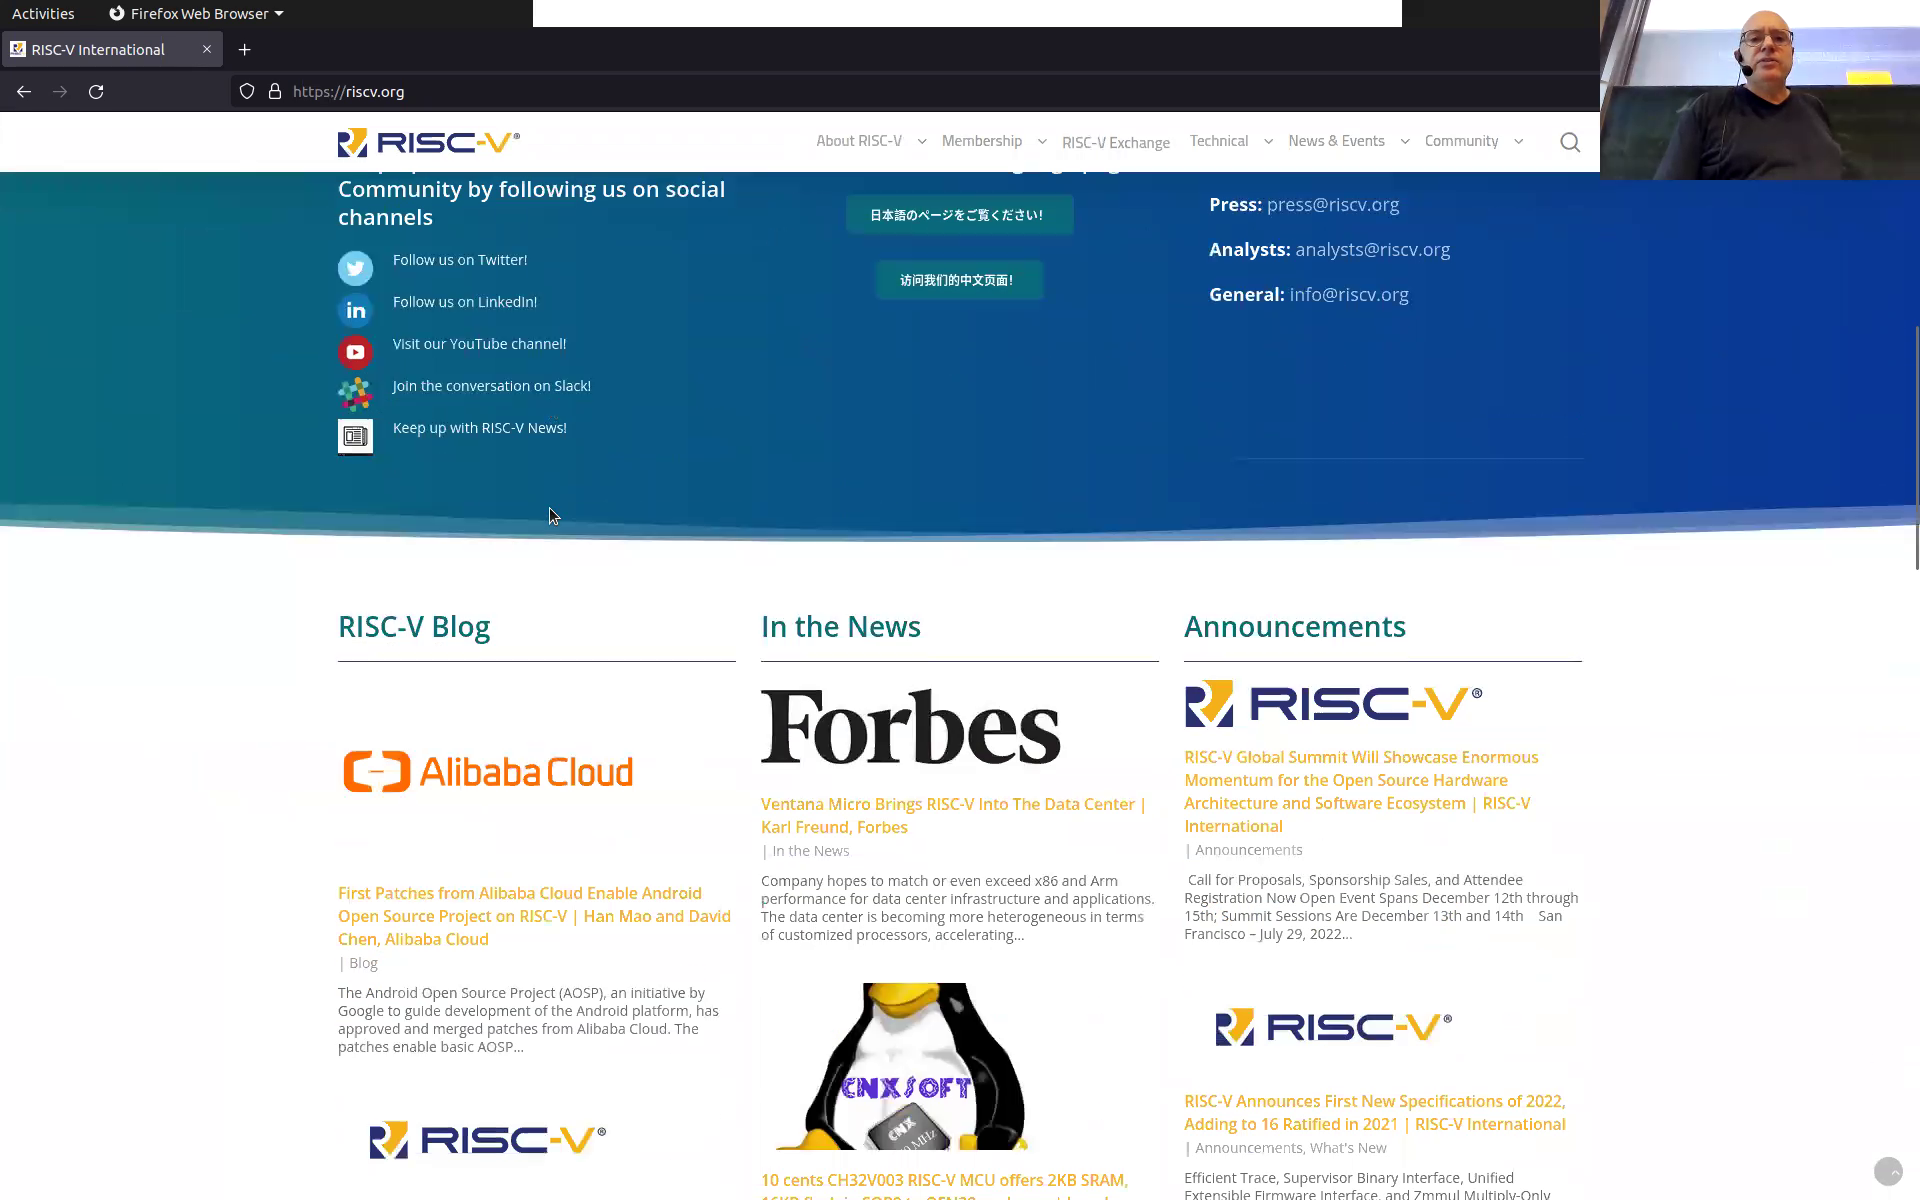 Activities
Firefox Web Browser
RISC-V International
https://riscv.org
RISC-V®
About RISC-V
Membership
RISC-V Exchange
Technical
News & Events
Community
Community by following us on social
channels
Follow us on Twitter!
Follow us on LinkedIn!
Visit our YouTube channel!
Join the conversation on Slack!
Keep up with RISC-V News!
日本語のページをご覧ください!
访问我们的中文页面!
Press: press@riscv.org
Analysts: analysts@riscv.org
General: info@riscv.org
RISC-V Blog
Alibaba Cloud
First Patches from Alibaba Cloud Enable Android
Open Source Project on RISC-V | Han Mao and David
Chen, Alibaba Cloud
| Blog
The Android Open Source Project (AOSP), an initiative by
Google to guide development of the Android platform, has
approved and merged patches from Alibaba Cloud. The
patches enable basic AOSP...
RISC-V®
In the News
Forbes
Ventana Micro Brings RISC-V Into The Data Center |
Karl Freund, Forbes
| In the News
Company hopes to match or even exceed x86 and Arm
performance for data center infrastructure and applications.
The data center is becoming more heterogeneous in terms
of customized processors, accelerating...
CNXSOFT
CNX
MHz
10 cents CH32V003 RISC-V MCU offers 2KB SRAM,
Announcements
RISC-V®
RISC-V Global Summit Will Showcase Enormous
Momentum for the Open Source Hardware
Architecture and Software Ecosystem | RISC-V
International
| Announcements
Call for Proposals, Sponsorship Sales, and Attendee
Registration Now Open Event Spans December 12th through
15th; Summit Sessions Are December 13th and 14th San
Francisco – July 29, 2022...
RISC-V®
RISC-V Announces First New Specifications of 2022,
Adding to 16 Ratified in 2021 | RISC-V International
| Announcements, What's New
Efficient Trace, Supervisor Binary Interface, Unified
Extensible Firmware Interface, and Zmmul Multiply-Only